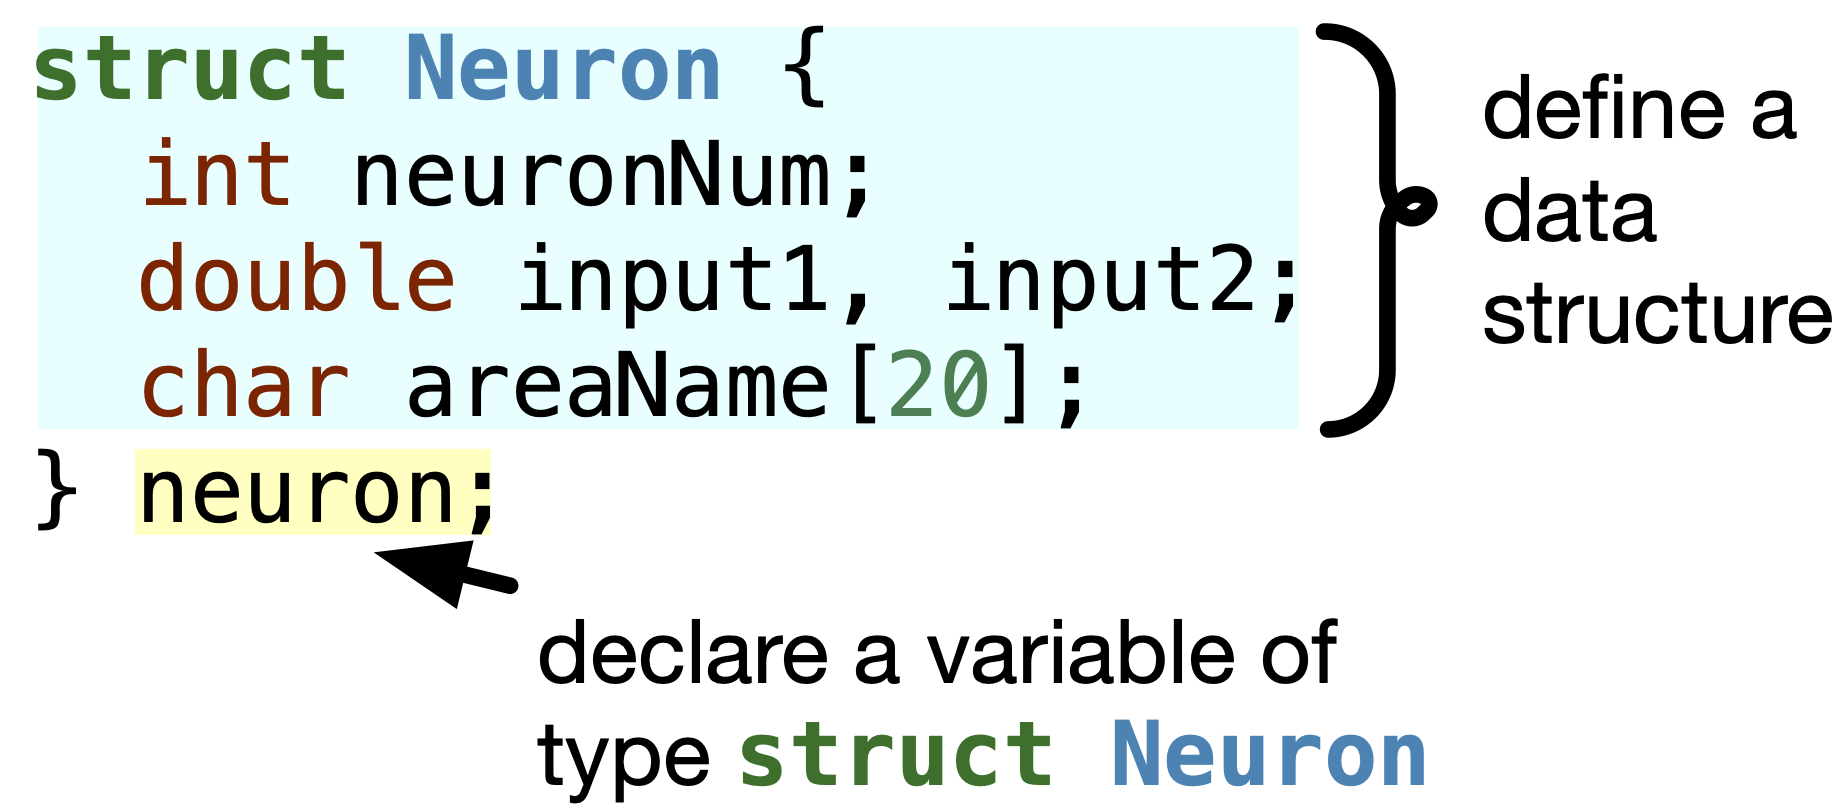 struct Neuron {
int neuronNum;
double input1, input2;
char areaName[20];
} neuron;
define a
data
structure
declare a variable of
type struct Neuron